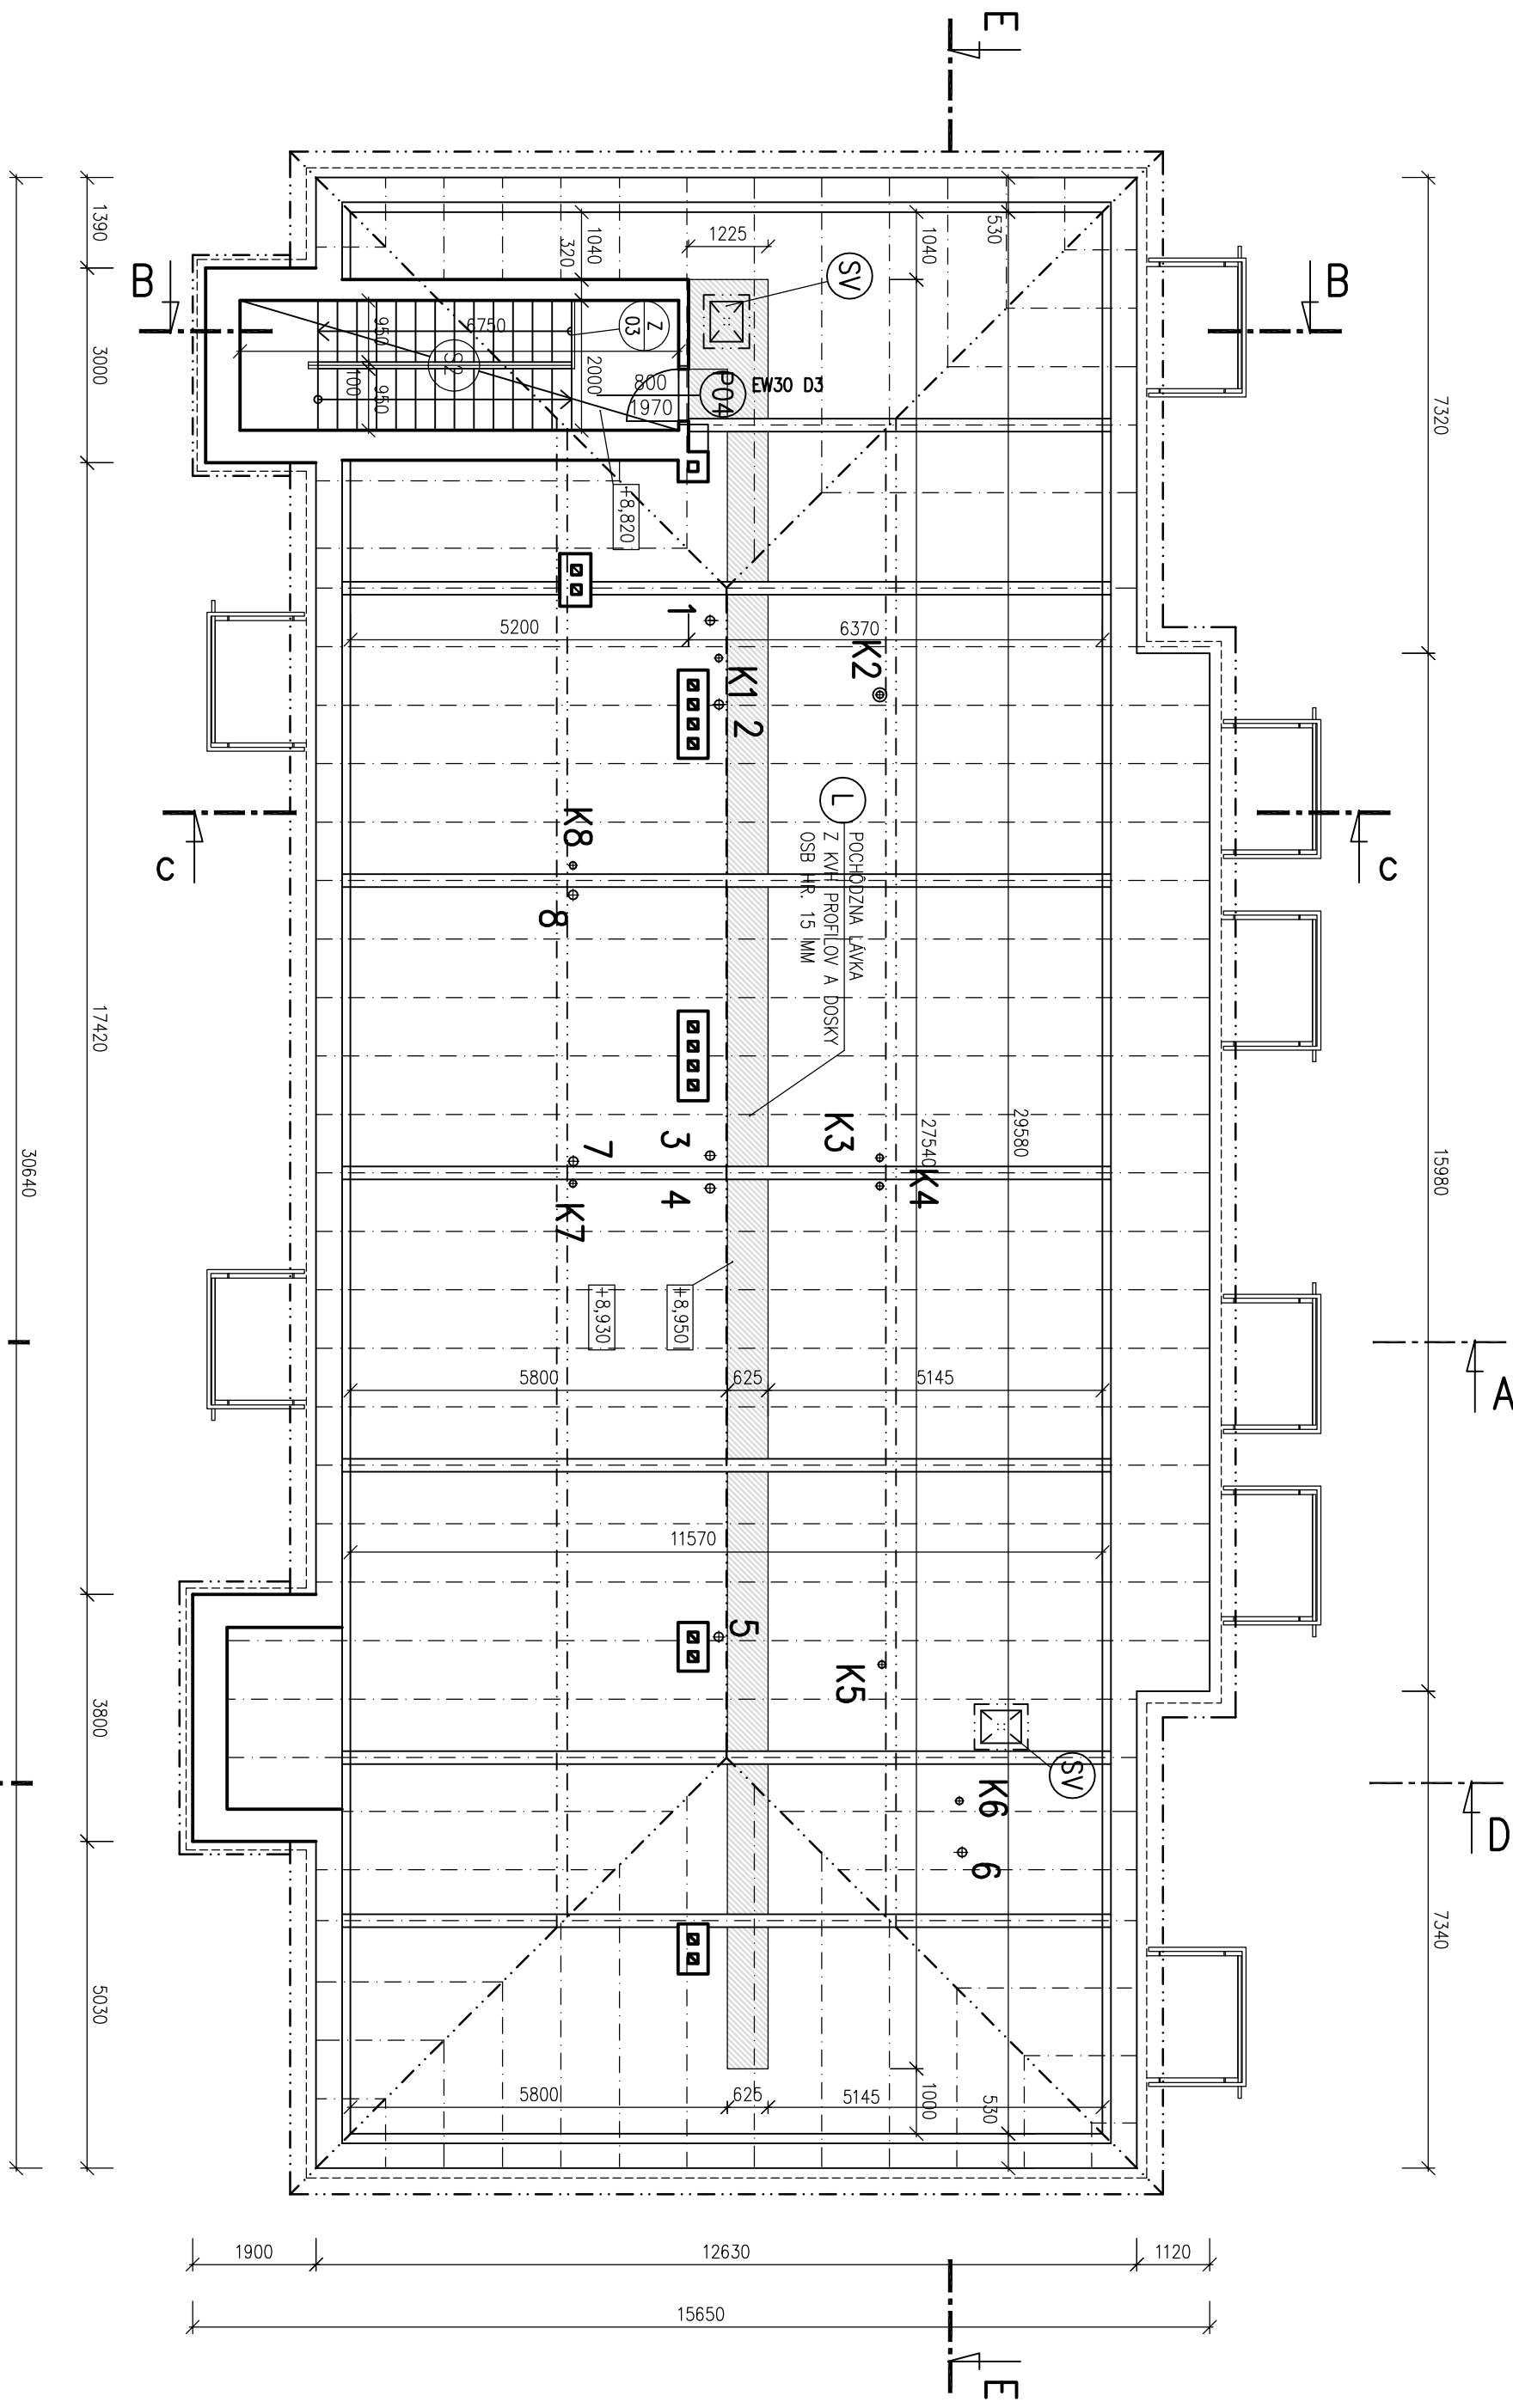 E
B
B
c
c
A
D
E
1390
3000
17420
3800
5030
30640
7320
15980
7340
1900
12630
1120
15650
530
1040
1225
1040
320
SV
Z
03
950
6750
S2
100
950
2000
800
1970
P04
EW30 D3
+8,820
5200
6370
1
K1
2
K2
K8
8
L
POCHÔDZNA LÁVKA
Z KVH PROFILOV A DOSKY
OSB HR. 15 MM
29580
27540
K3
K4
3
4
7
K7
+8,930
+8,950
5800
625
5145
11570
5
K5
SV
K6
6
5800
625
5145
1000
530